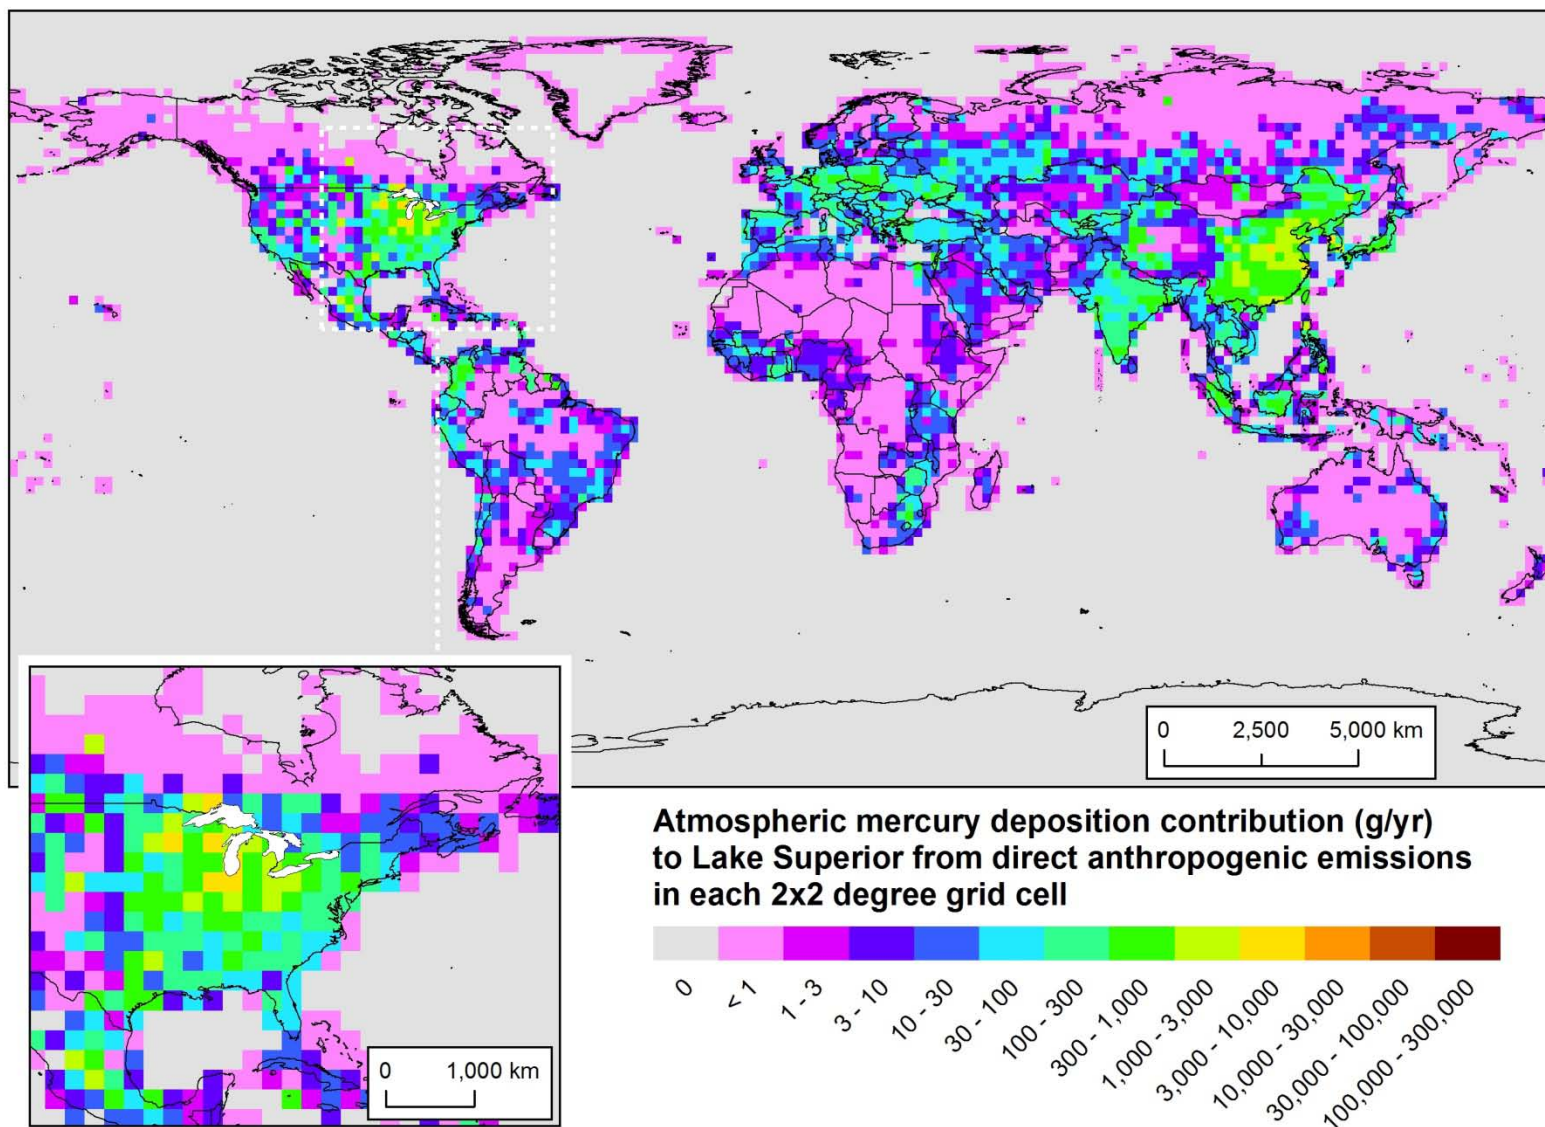 0 2,500 5,000 km
0 1,000 km
Atmospheric mercury deposition contribution (g/yr)
to Lake Superior from direct anthropogenic emissions
in each 2x2 degree grid cell
0
< 1
1 - 3
3 - 10
10 - 30
30 - 100
100 - 300
300 - 1,000
1,000 - 3,000
3,000 - 10,000
10,000 - 30,000
30,000 - 100,000
100,000 - 300,000